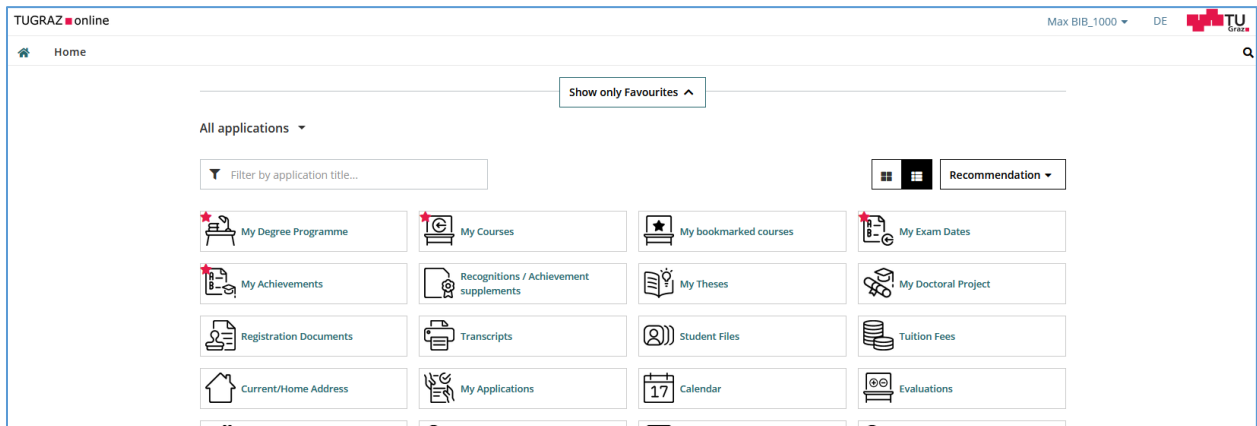 TUGRAZ online
Max BIB_1000
DE
TU
Graz
Home
Show only Favourites
All applications
Filter by application title...
Recommendation
My Degree Programme
My Courses
My bookmarked courses
My Exam Dates
My Achievements
Recognitions / Achievement
supplements
My Theses
My Doctoral Project
Registration Documents
Transcripts
Student Files
Tuition Fees
Current/Home Address
My Applications
17
Calendar
Evaluations